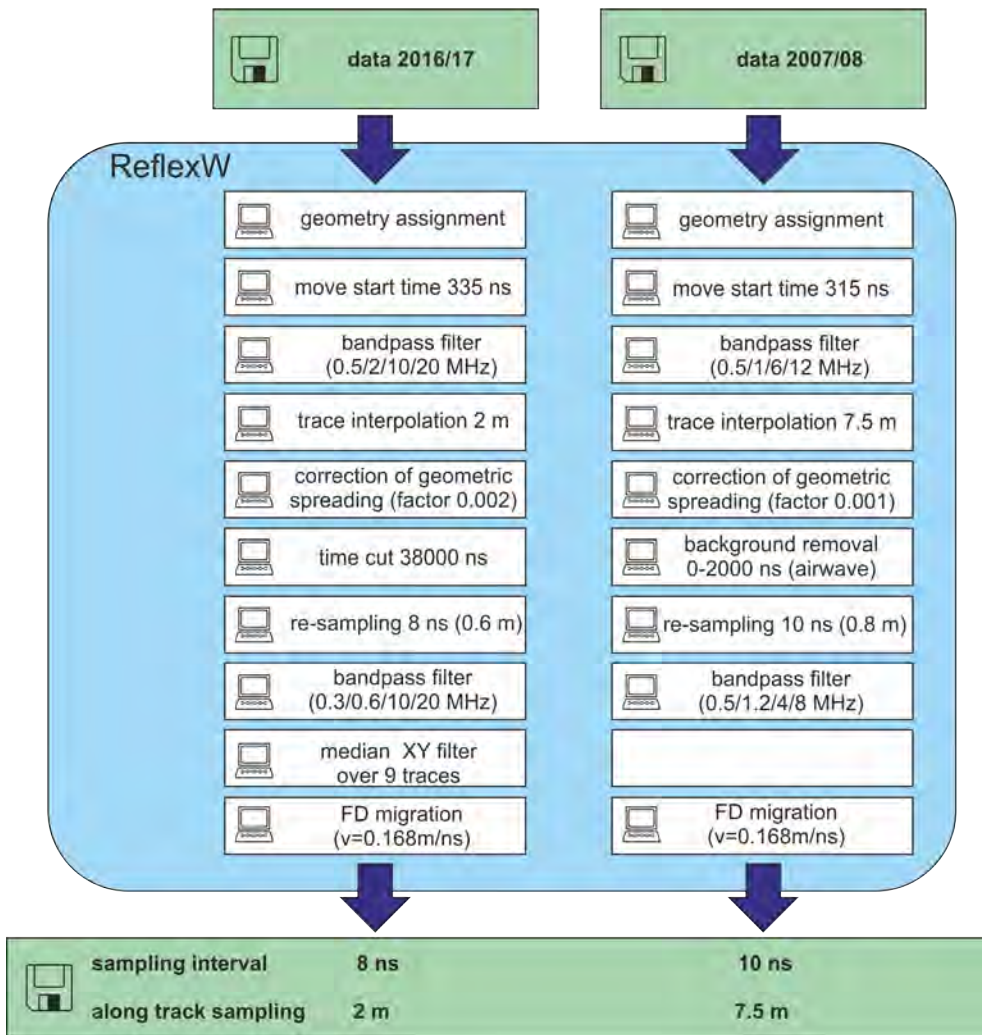 data 2016/17
data 2007/08
ReflexW
geometry assignment
move start time 335 ns
bandpass filter
(0.5/2/10/20 MHz)
trace interpolation 2 m
correction of geometric
spreading (factor 0.002)
time cut 38000 ns
re-sampling 8 ns (0.6 m)
bandpass filter
(0.3/0.6/10/20 MHz)
median XY filter
over 9 traces
FD migration
(v=0.168m/ns)
geometry assignment
move start time 315 ns
bandpass filter
(0.5/1/6/12 MHz)
trace interpolation 7.5 m
correction of geometric
spreading (factor 0.001)
background removal
0-2000 ns (airwave)
re-sampling 10 ns (0.8 m)
bandpass filter
(0.5/1.2/4/8 MHz)
FD migration
(v=0.168m/ns)
sampling interval 8 ns 10 ns
along track sampling 2 m 7.5 m